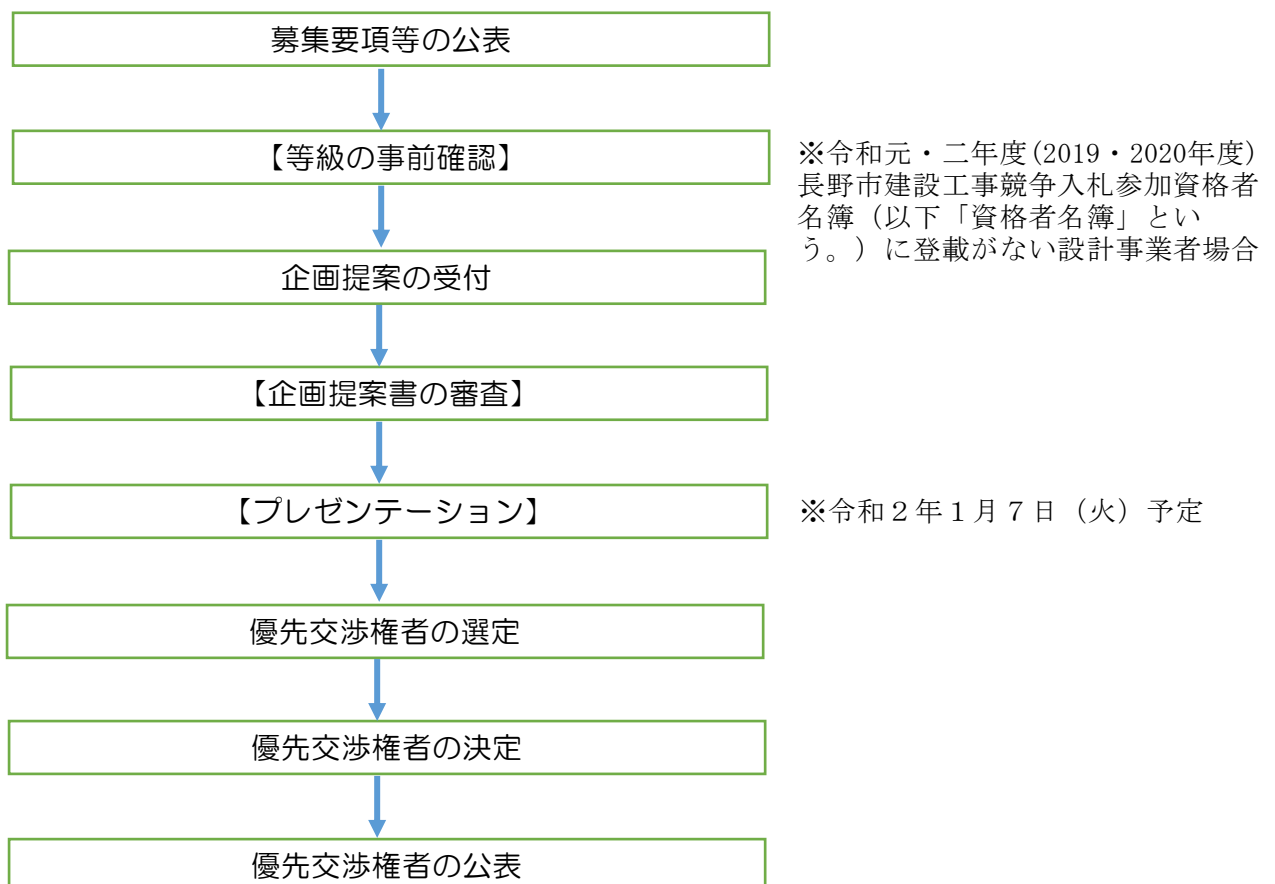 募集要項等の公表
【等級の事前確認】
※令和元・二年度(2019・2020年度)
長野市建設工事競争入札参加資格者
名簿（以下「資格者名簿」とい
う。）に登載がない設計事業者場合
企画提案の受付
【企画提案書の審査】
【プレゼンテーション】
※令和２年１月７日（火）予定
優先交渉権者の選定
優先交渉権者の決定
優先交渉権者の公表